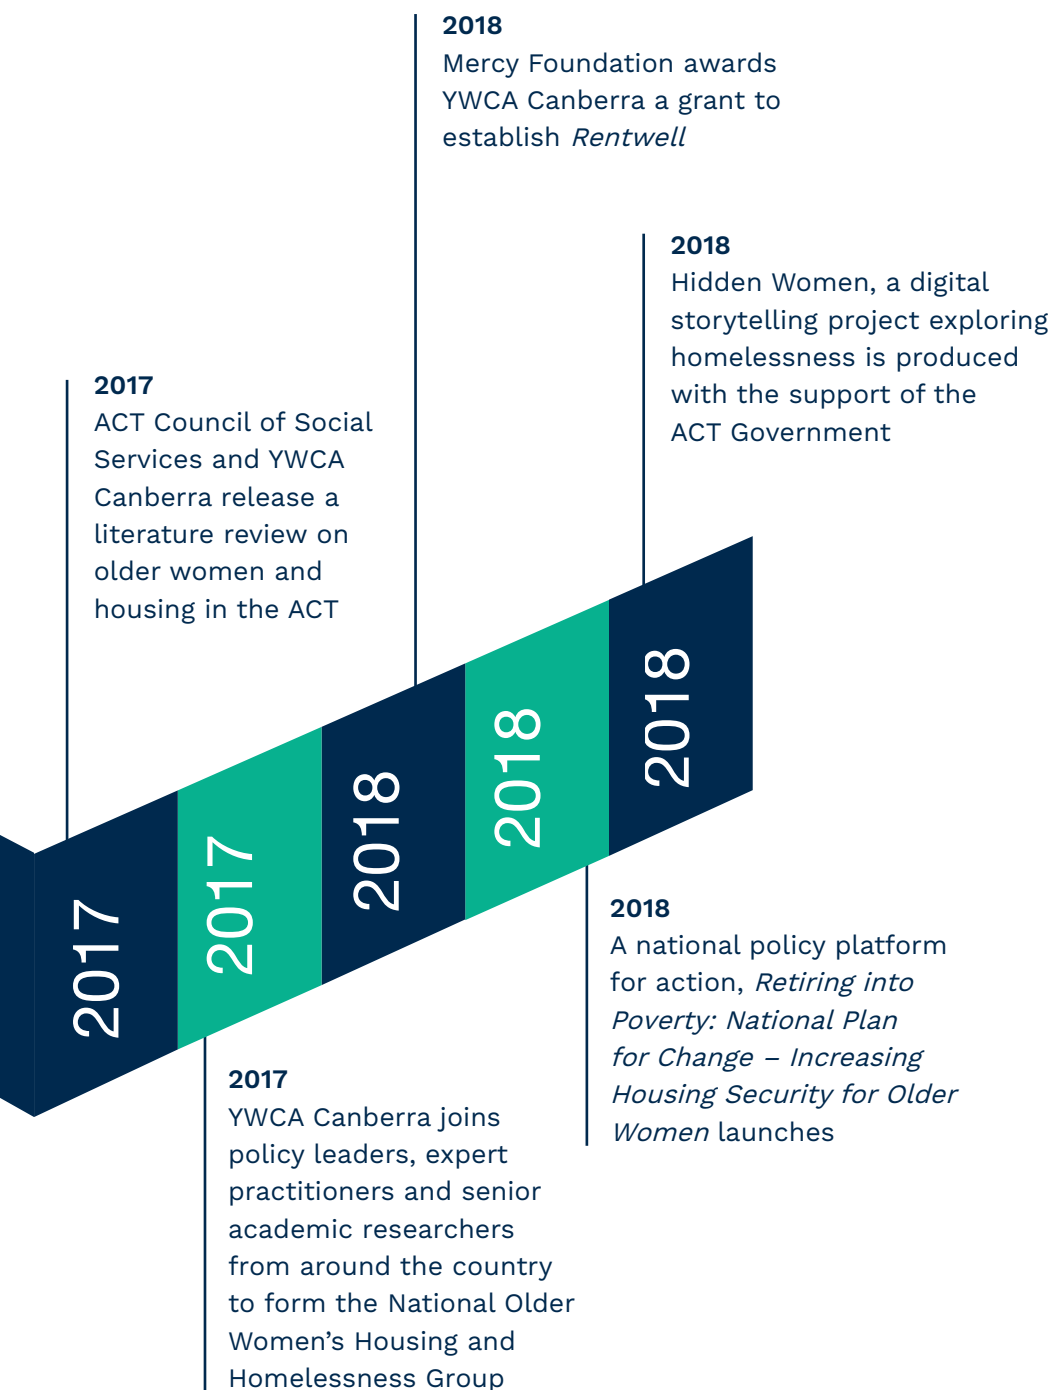 2018
Mercy Foundation awards
YWCA Canberra a grant to
establish Rentwell
2018
Hidden Women, a digital
storytelling project exploring
homelessness is produced
with the support of the
ACT Government
2017
ACT Council of Social
Services and YWCA
Canberra release a
literature review on
older women and
housing in the ACT
2017
2017
2018
2018
2018
2018
A national policy platform
for action, Retiring into
Poverty: National Plan
for Change – Increasing
Housing Security for Older
Women launches
2017
YWCA Canberra joins
policy leaders, expert
practitioners and senior
academic researchers
from around the country
to form the National Older
Women’s Housing and
Homelessness Group